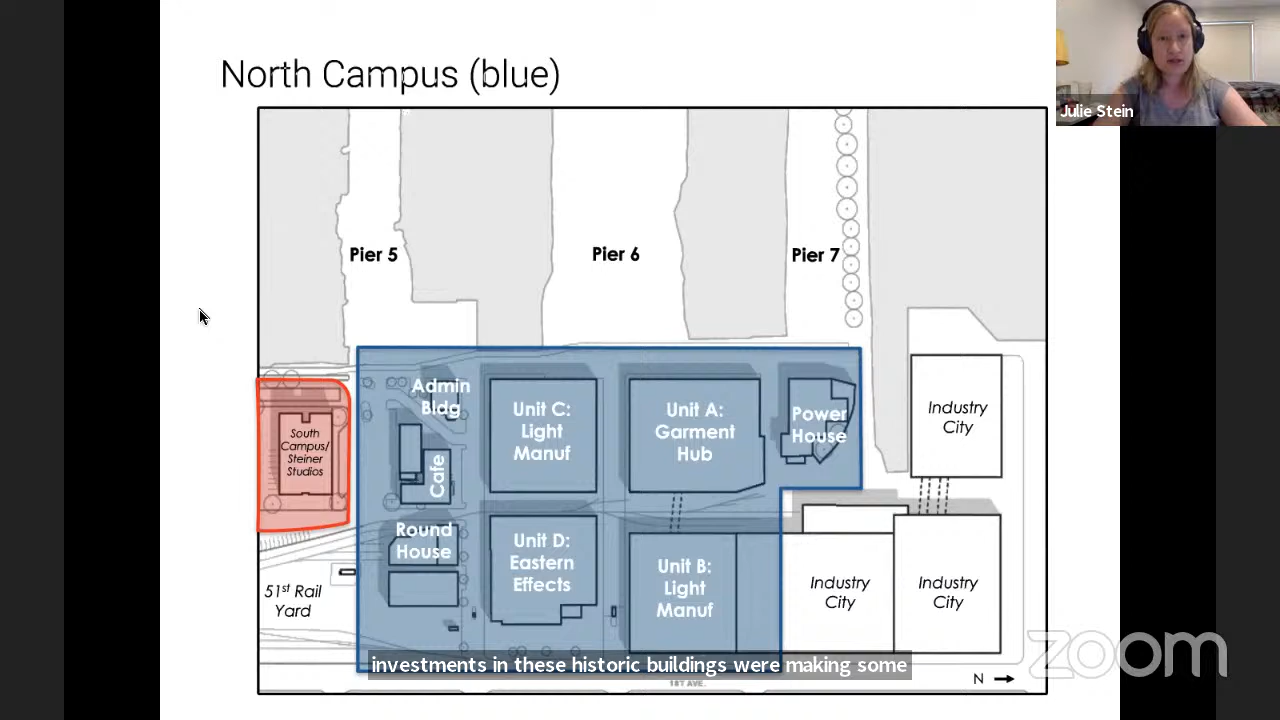 North Campus (blue)
Julie Stein
Pier 5
Pier 6
Pier 7
Admin
Bldg
Unit C:
Light
Manuf
Unit A:
Garment
Hub
Power
House
Industry
City
South
Campus/
Steiner
Studios
Cafe
Round
House
Unit D:
Eastern
Effects
Unit B:
Light
Manuf
Industry
City
Industry
City
51st Rail
Yard
investments in these historic buildings were making some
1ST AVE.
N
zoom